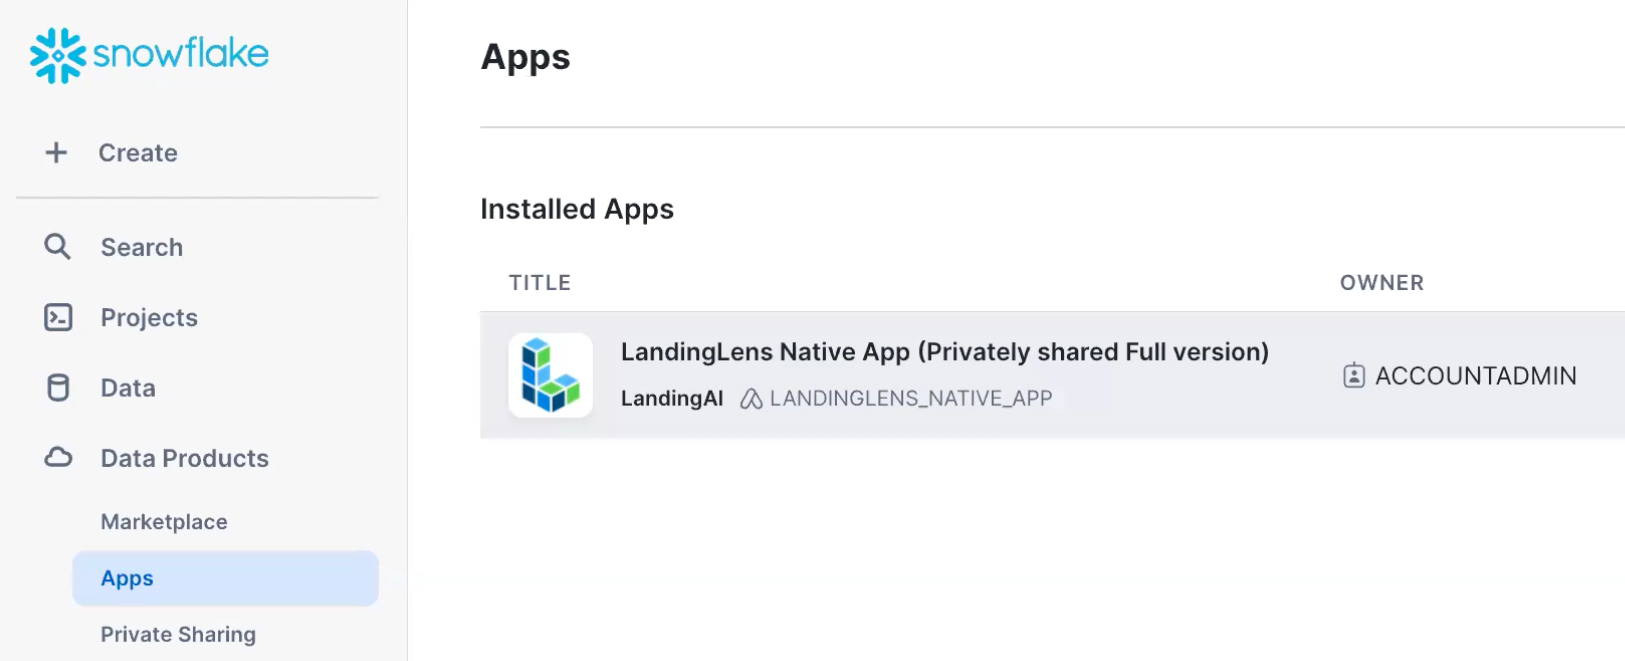 snowflake
Create
Search
Projects
Data
Data Products
Marketplace
Apps
Private Sharing
Apps
Installed Apps
TITLE OWNER
LandingLens Native App (Privately shared Full version)
LandingAI LANDINGLENS_NATIVE_APP
ACCOUNTADMIN